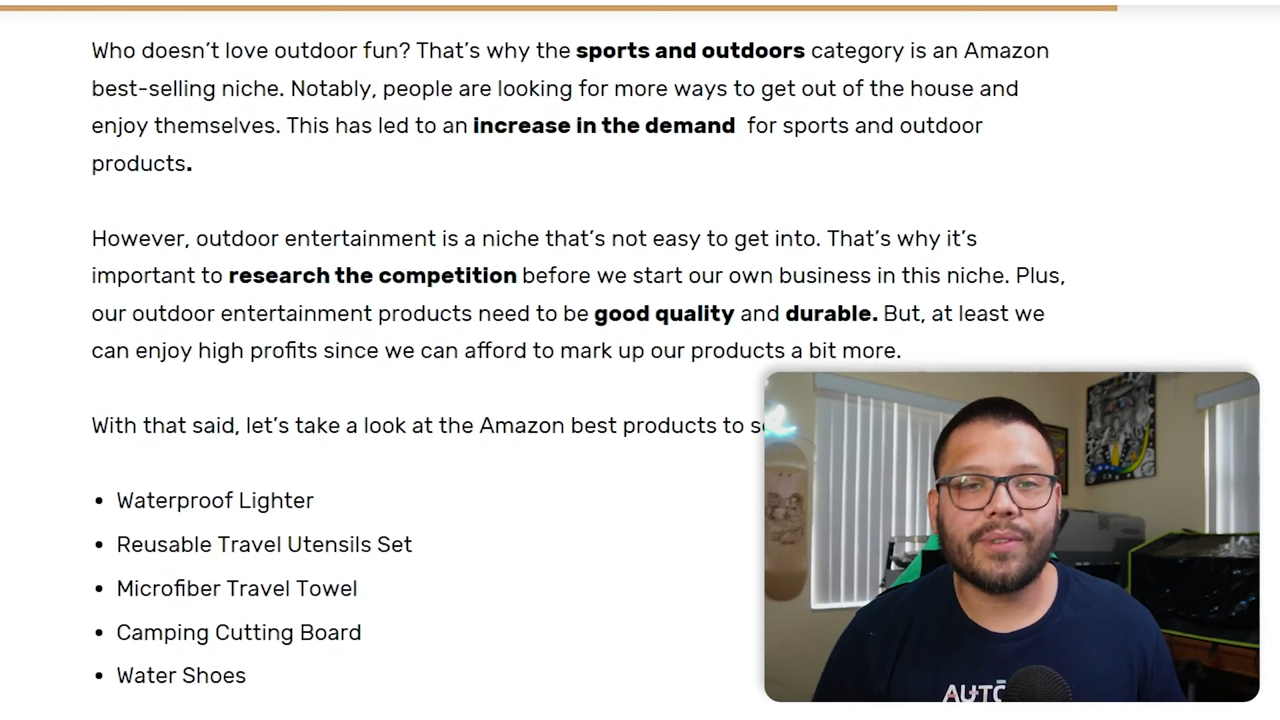 Who doesn’t love outdoor fun? That’s why the sports and outdoors category is an Amazon
best-selling niche. Notably, people are looking for more ways to get out of the house and
enjoy themselves. This has led to an increase in the demand for sports and outdoor
products.
However, outdoor entertainment is a niche that’s not easy to get into. That’s why it’s
important to research the competition before we start our own business in this niche. Plus,
our outdoor entertainment products need to be good quality and durable. But, at least we
can enjoy high profits since we can afford to mark up our products a bit more.
With that said, let’s take a look at the Amazon best products to
Waterproof Lighter
Reusable Travel Utensils Set
Microfiber Travel Towel
Camping Cutting Board
Water Shoes